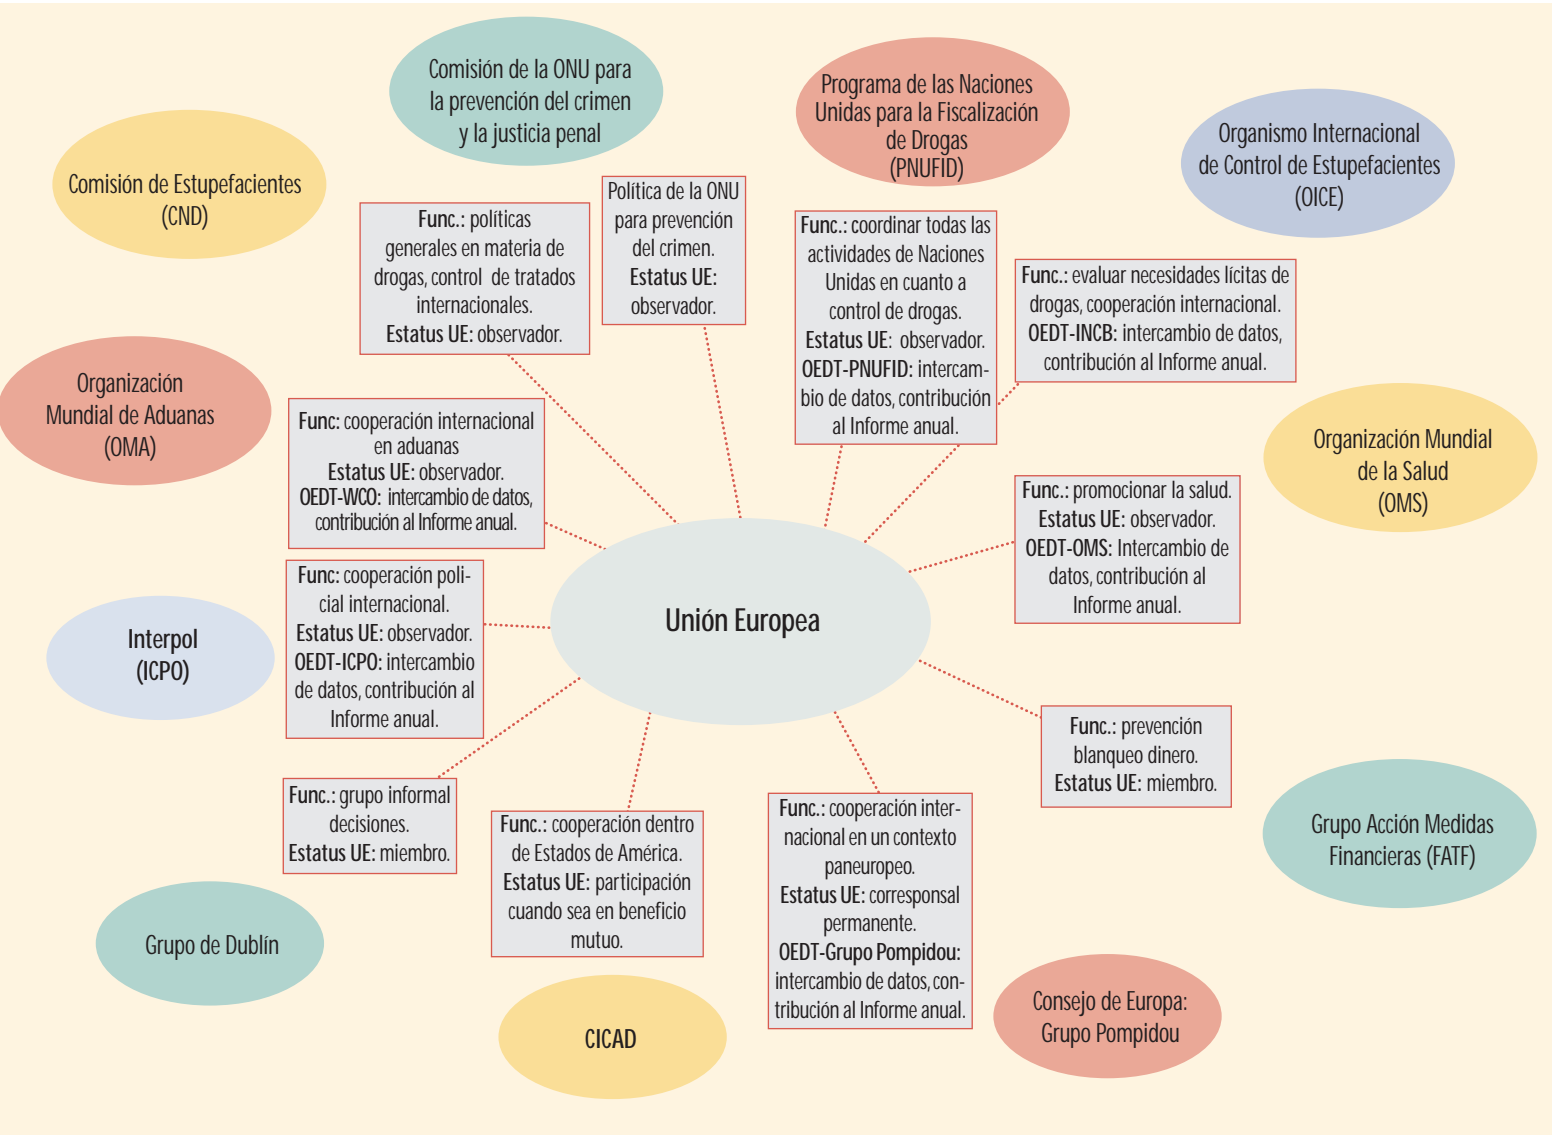 Comisión de la ONU para
la prevención del crimen
y la justicia penal
Programa de las Naciones
Unidas para la Fiscalización
de Drogas
(PNUFID)
Organismo Internacional
de Control de Estupefacientes
(OICE)
Comisión de Estupefacientes
(CND)
Func.: políticas
generales en materia de
drogas, control de tratados
internacionales.
Estatus UE: observador.
Política de la ONU
para prevención
del crimen.
Estatus UE:
observador.
Func.: coordinar todas las
actividades de Naciones
Unidas en cuanto a
control de drogas.
Estatus UE: observador.
OEDT-PNUFID: intercam-
bio de datos, contribución
al Informe anual.
Func.: evaluar necesidades lícitas de
drogas, cooperación internacional.
OEDT-INCB: intercambio de datos,
contribución al Informe anual.
Organización
Mundial de Aduanas
(OMA)
Func: cooperación internacional
en aduanas
Estatus UE: observador.
OEDT-WCO: intercambio de datos,
contribución al Informe anual.
Organización Mundial
de la Salud
(OMS)
Func.: promocionar la salud.
Estatus UE: observador.
OEDT-OMS: Intercambio de
datos, contribución al
Informe anual.
Interpol
(ICPO)
Func: cooperación poli-
cial internacional.
Estatus UE: observador.
OEDT-ICPO: intercambio
de datos, contribución al
Informe anual.
Unión Europea
Func.: prevención
blanqueo dinero.
Estatus UE: miembro.
Grupo Acción Medidas
Financieras (FATF)
Func.: grupo informal
decisiones.
Estatus UE: miembro.
Grupo de Dublín
Func.: cooperación dentro
de Estados de América.
Estatus UE: participación
cuando sea en beneficio
mutuo.
CICAD
Func.: cooperación inter-
nacional en un contexto
paneuropeo.
Estatus UE: corresponsal
permanente.
OEDT-Grupo Pompidou:
intercambio de datos, con-
tribución al Informe anual.
Consejo de Europa:
Grupo Pompidou